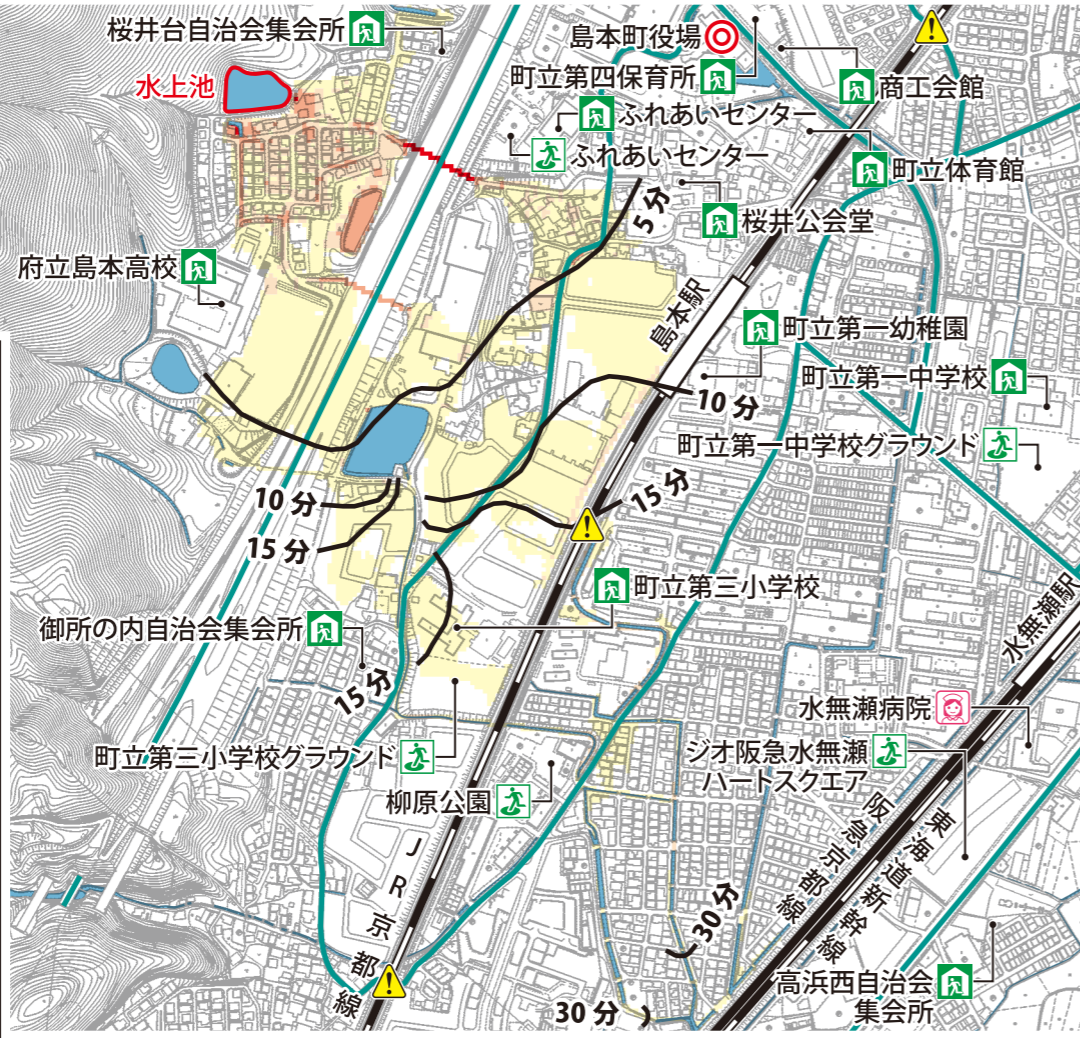 桜井台自治会集会所
島本町役場
水上池
町立第四保育所
商工会館
ふれあいセンター
ふれあいセンター
町立体育館
5分
桜井公会堂
府立島本高校
島本駅
町立第一幼稚園
町立第一中学校
10分
町立第一中学校グラウンド
10分
15分
15分
町立第三小学校
御所の内自治会集会所
水無瀬駅
15分
水無瀬病院
町立第三小学校グラウンド
ジオ阪急水無瀬
ハートスクエア
柳原公園
阪急京都線
東海道新幹線
JR京都線
30分
高浜西自治会
集会所
30分